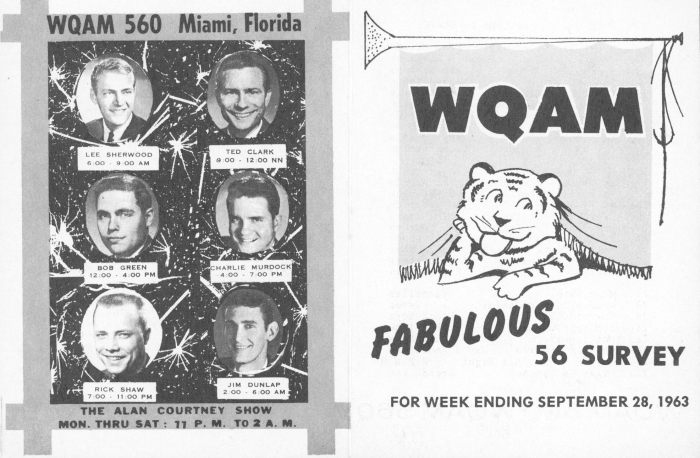 WQAM 560 Miami, Florida
LEE SHERWOOD
6:00 - 9:00 AM
TED CLARK
9:00 - 12:00 NN
BOB GREEN
12:00 - 4:00 PM
CHARLIE MURDOCK
4:00 - 7:00 PM
RICK SHAW
7:00 - 11:00 PM
JIM DUNLAP
2:00 - 6:00 AM
THE ALAN COURTNEY SHOW
MON. THRU SAT: 11 P. M. TO 2 A. M.
WQAM
FABULOUS
56 SURVEY
FOR WEEK ENDING SEPTEMBER 28, 1963